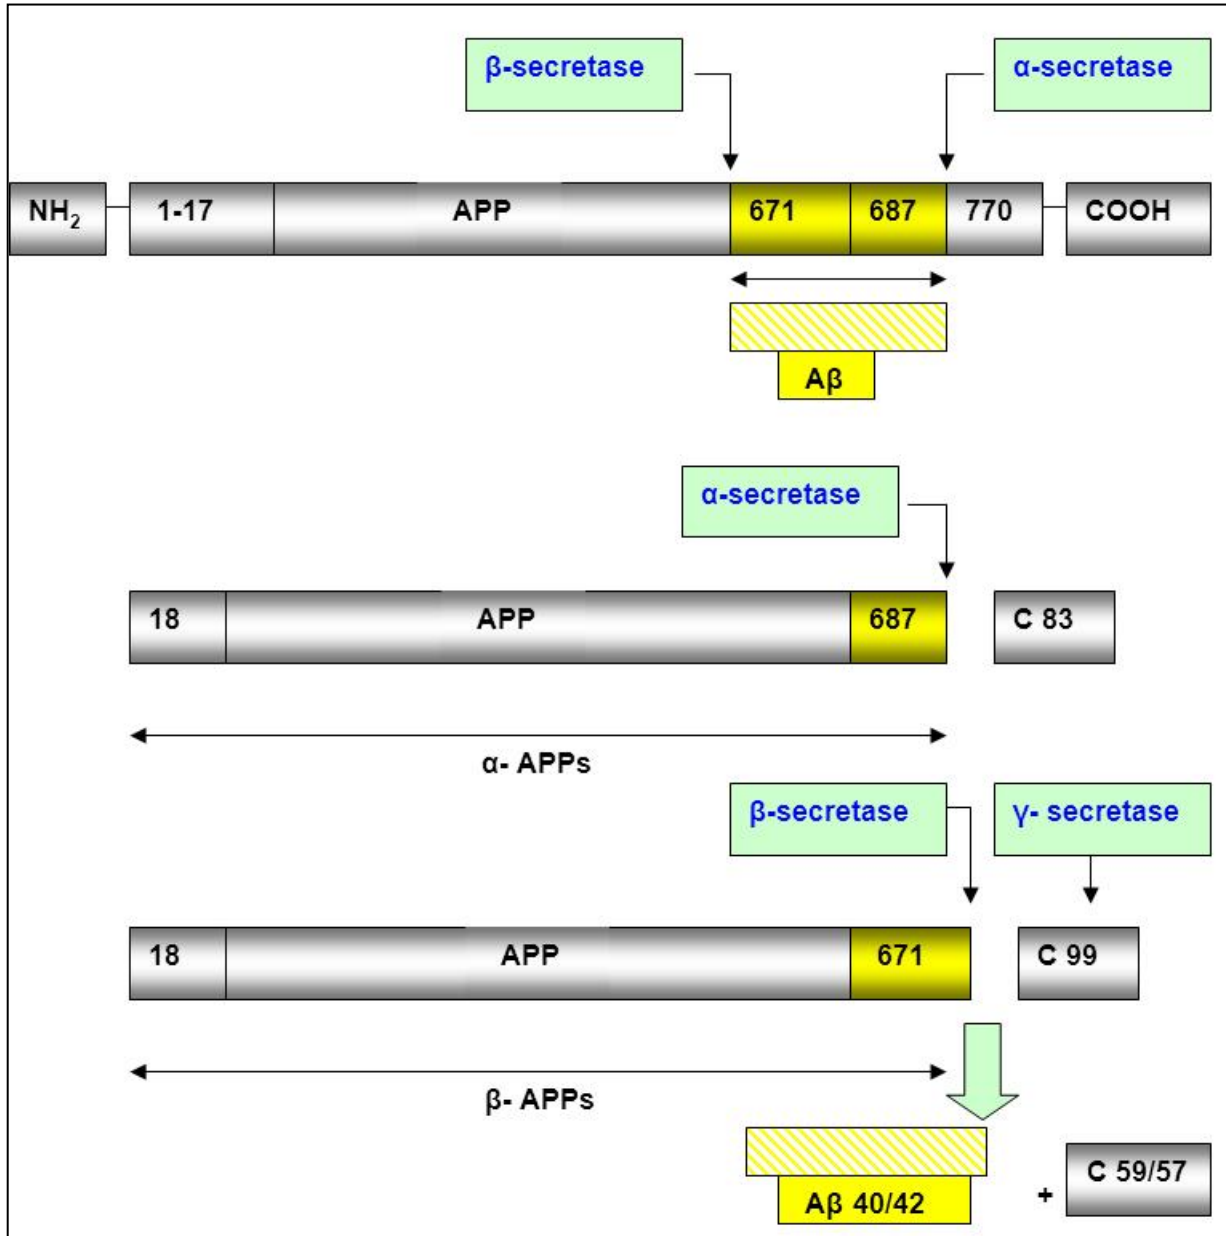 β-secretase
α-secretase
NH₂
1-17
APP
671
687
770
COOH
Aβ
α-secretase
18
APP
687
C 83
α- APPs
β-secretase
γ- secretase
18
APP
671
C 99
β- APPs
Aβ 40/42
+
C 59/57